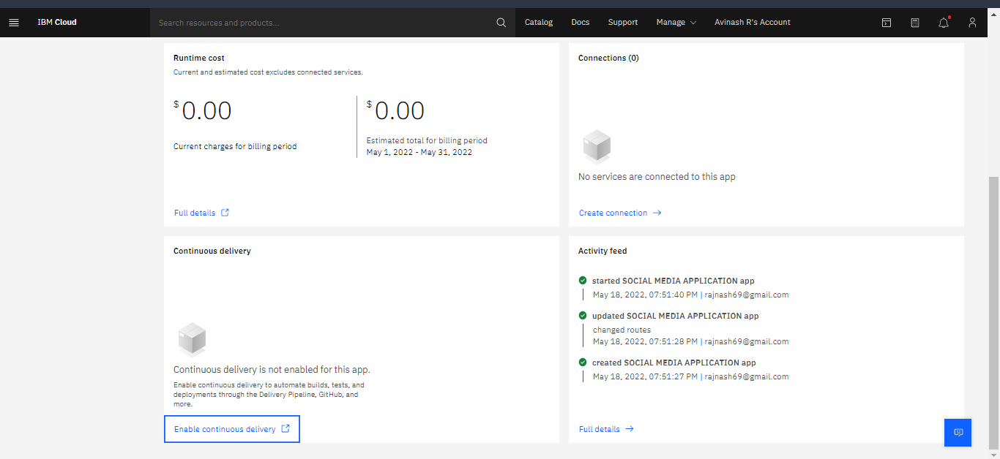 IBM Cloud
Search resources and products...
Catalog
Docs
Support
Manage
Avinash R's Account
Runtime cost
Current and estimated cost excludes connected services.
$0.00
Current charges for billing period
$0.00
Estimated total for billing period
May 1, 2022 - May 31, 2022
Full details
Connections (0)
No services are connected to this app
Create connection
Continuous delivery
Continuous delivery is not enabled for this app.
Enable continuous delivery to automate builds, tests, and
deployments through the Delivery Pipeline, GitHub, and
more.
Enable continuous delivery
Activity feed
started SOCIAL MEDIA APPLICATION app
May 18, 2022, 07:51:40 PM | rajnash69@gmail.com
updated SOCIAL MEDIA APPLICATION app
changed routes
May 18, 2022, 07:51:28 PM | rajnash69@gmail.com
created SOCIAL MEDIA APPLICATION app
May 18, 2022, 07:51:27 PM | rajnash69@gmail.com
Full details